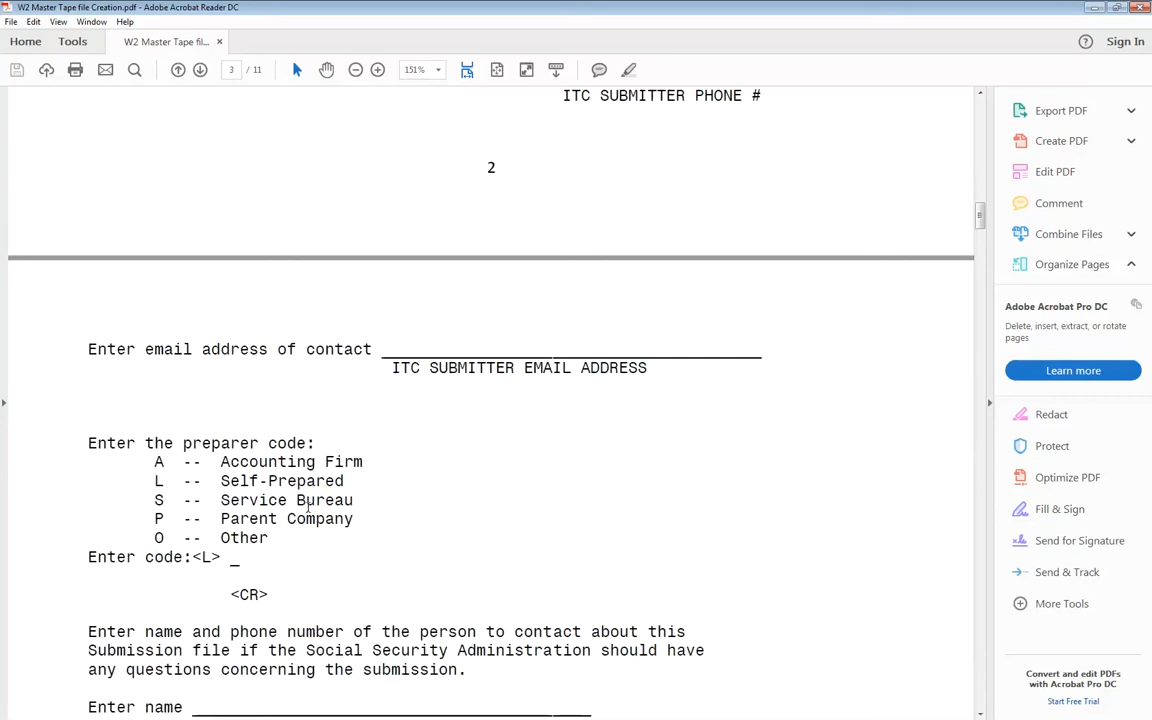 W2 Master Tape file Creation.pdf - Adobe Acrobat Reader DC
File Edit View Window Help
Home Tools W2 Master Tape fil... × Sign In
3 / 11 151%
ITC SUBMITTER PHONE #
2
Enter email address of contact ________________________________________
ITC SUBMITTER EMAIL ADDRESS
Enter the preparer code:
A -- Accounting Firm
L -- Self-Prepared
S -- Service Bureau
P -- Parent Company
O -- Other
Enter code:<L> _
<CR>
Enter name and phone number of the person to contact about this
Submission file if the Social Security Administration should have
any questions concerning the submission.
Enter name __________________________________________
Export PDF
Create PDF
Edit PDF
Comment
Combine Files
Organize Pages
Adobe Acrobat Pro DC
Delete, insert, extract, or rotate
pages
Learn more
Redact
Protect
Optimize PDF
Fill & Sign
Send for Signature
Send & Track
More Tools
Convert and edit PDFs
with Acrobat Pro DC
Start Free Trial